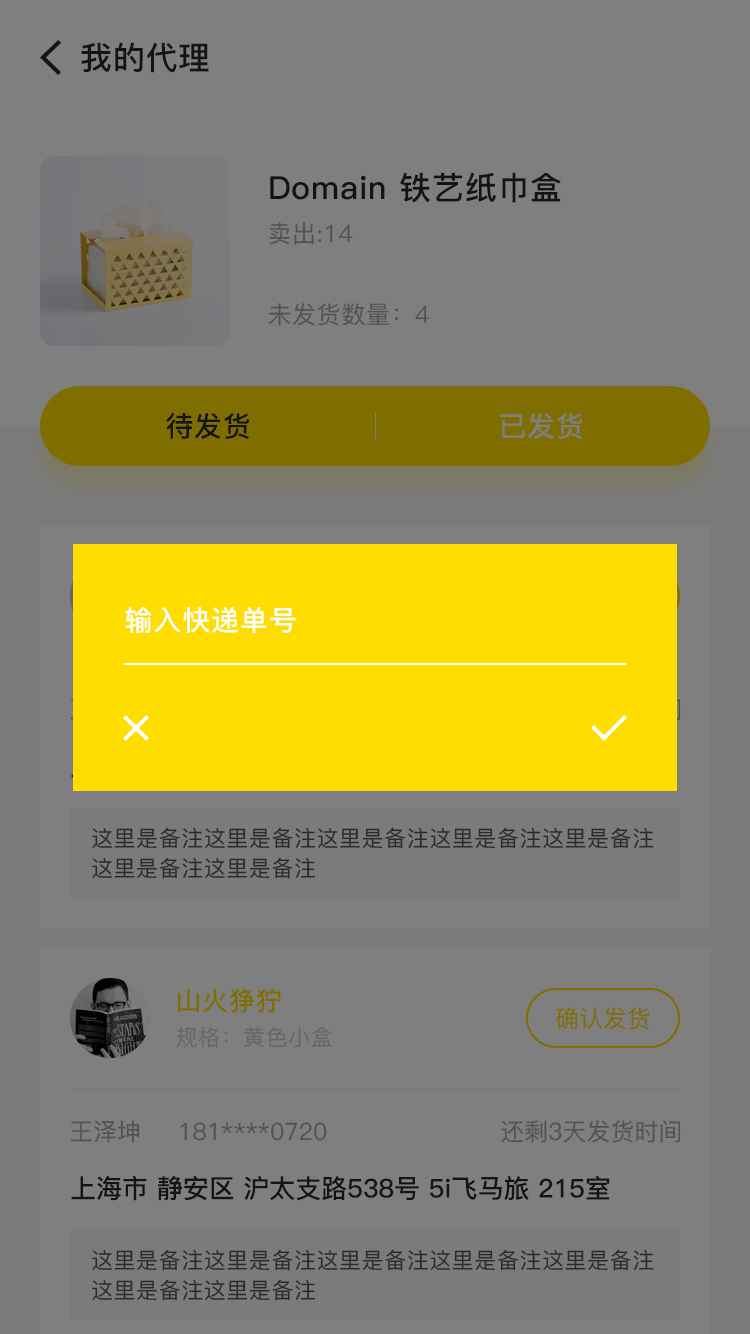 我的代理
Domain 铁艺纸巾盒
卖出:14
未发货数量：4
待发货
已发货
输入快递单号
这里是备注这里是备注这里是备注这里是备注这里是备注
这里是备注这里是备注
山火狰狞
确认发货
规格：黄色小盒
王泽坤 181****0720 还剩3天发货时间
上海市 静安区 沪太支路538号 5i飞马旅 215室
这里是备注这里是备注这里是备注这里是备注这里是备注
这里是备注这里是备注